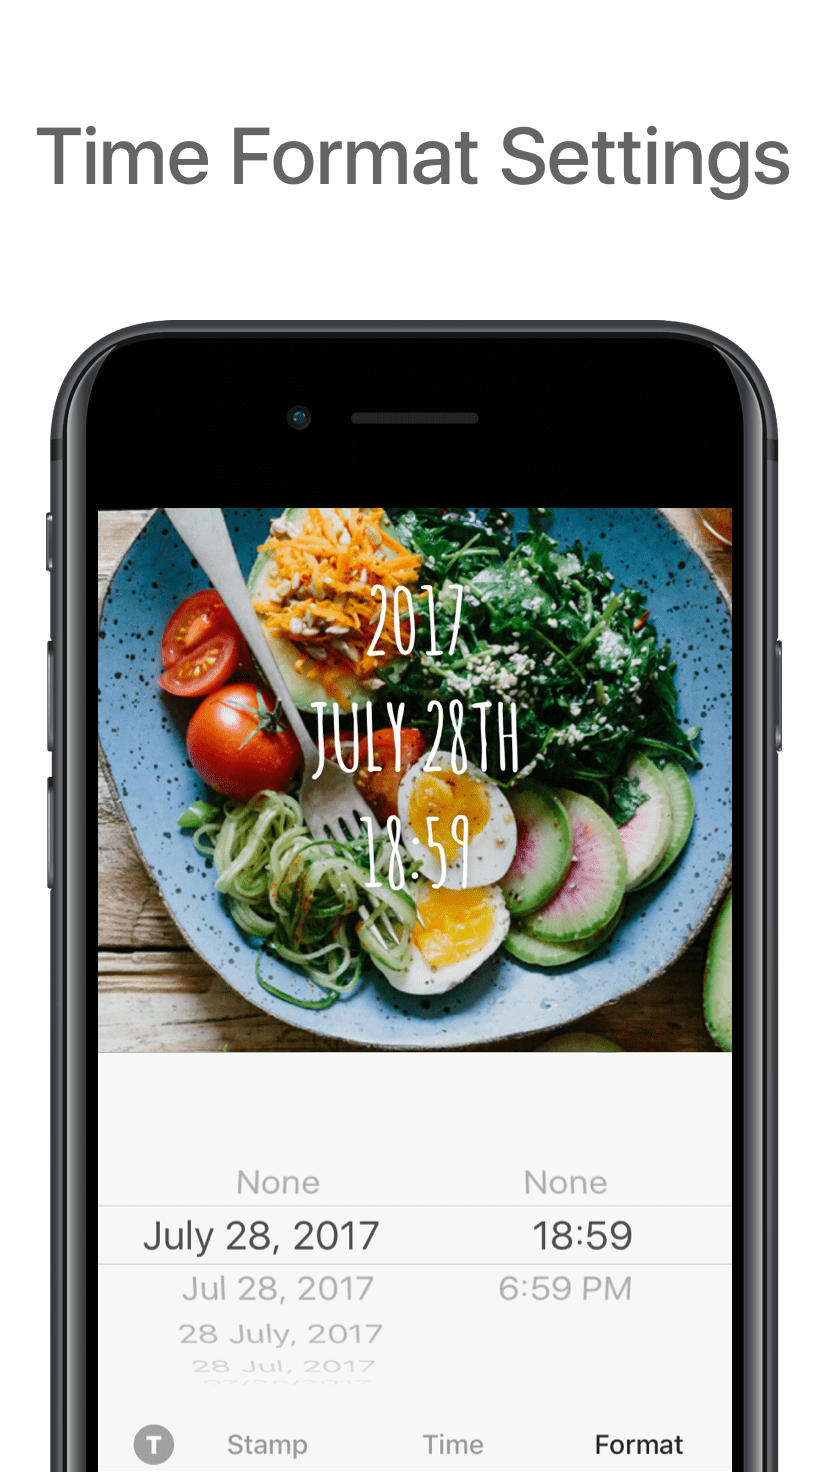 Time Format Settings
2017
JULY 28TH
18:59
None None
July 28, 2017 18:59
Jul 28, 2017 6:59 PM
28 July, 2017
28 Jul, 2017
T Stamp Time Format